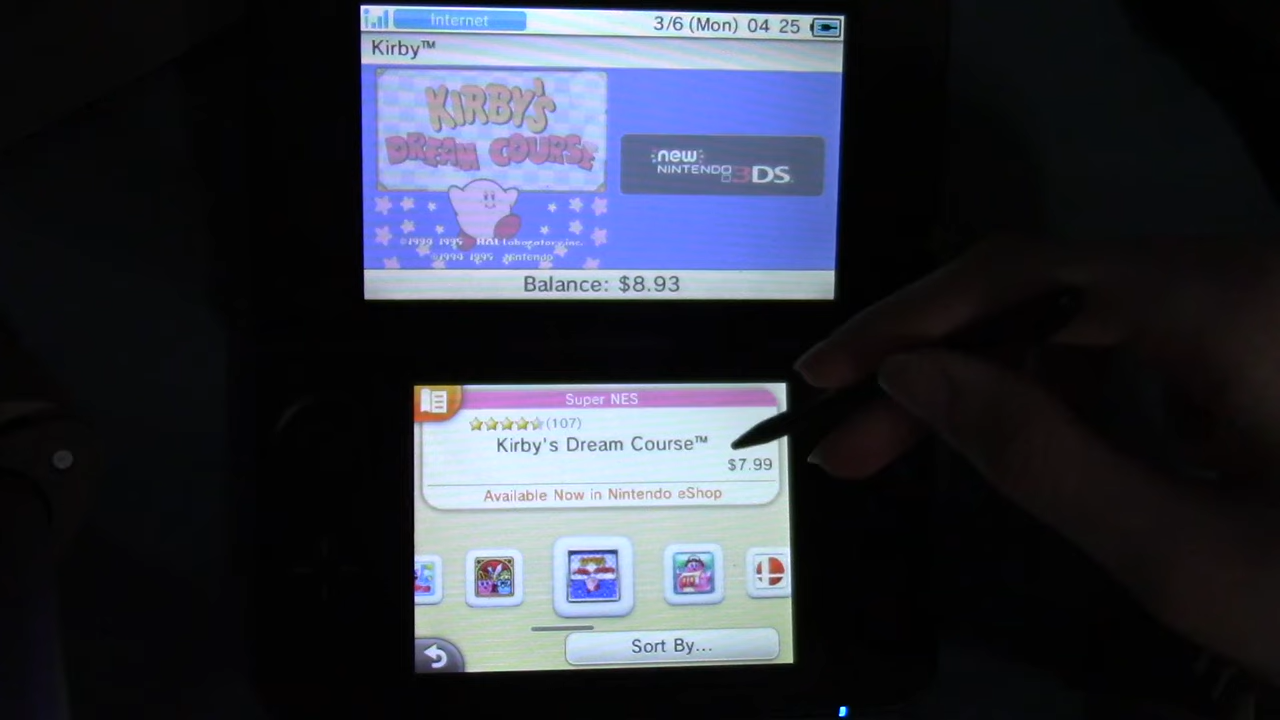 Internet 3/6 (Mon) 04 25
Kirby™
KIRBY'S
DREAM COURSE
new
NINTENDO 3DS
©1994 1995 HAL Laboratory, inc.
©1994 1995 Nintendo
Balance: $8.93
Super NES
(107)
Kirby's Dream Course™
$7.99
Available Now in Nintendo eShop
Sort By...